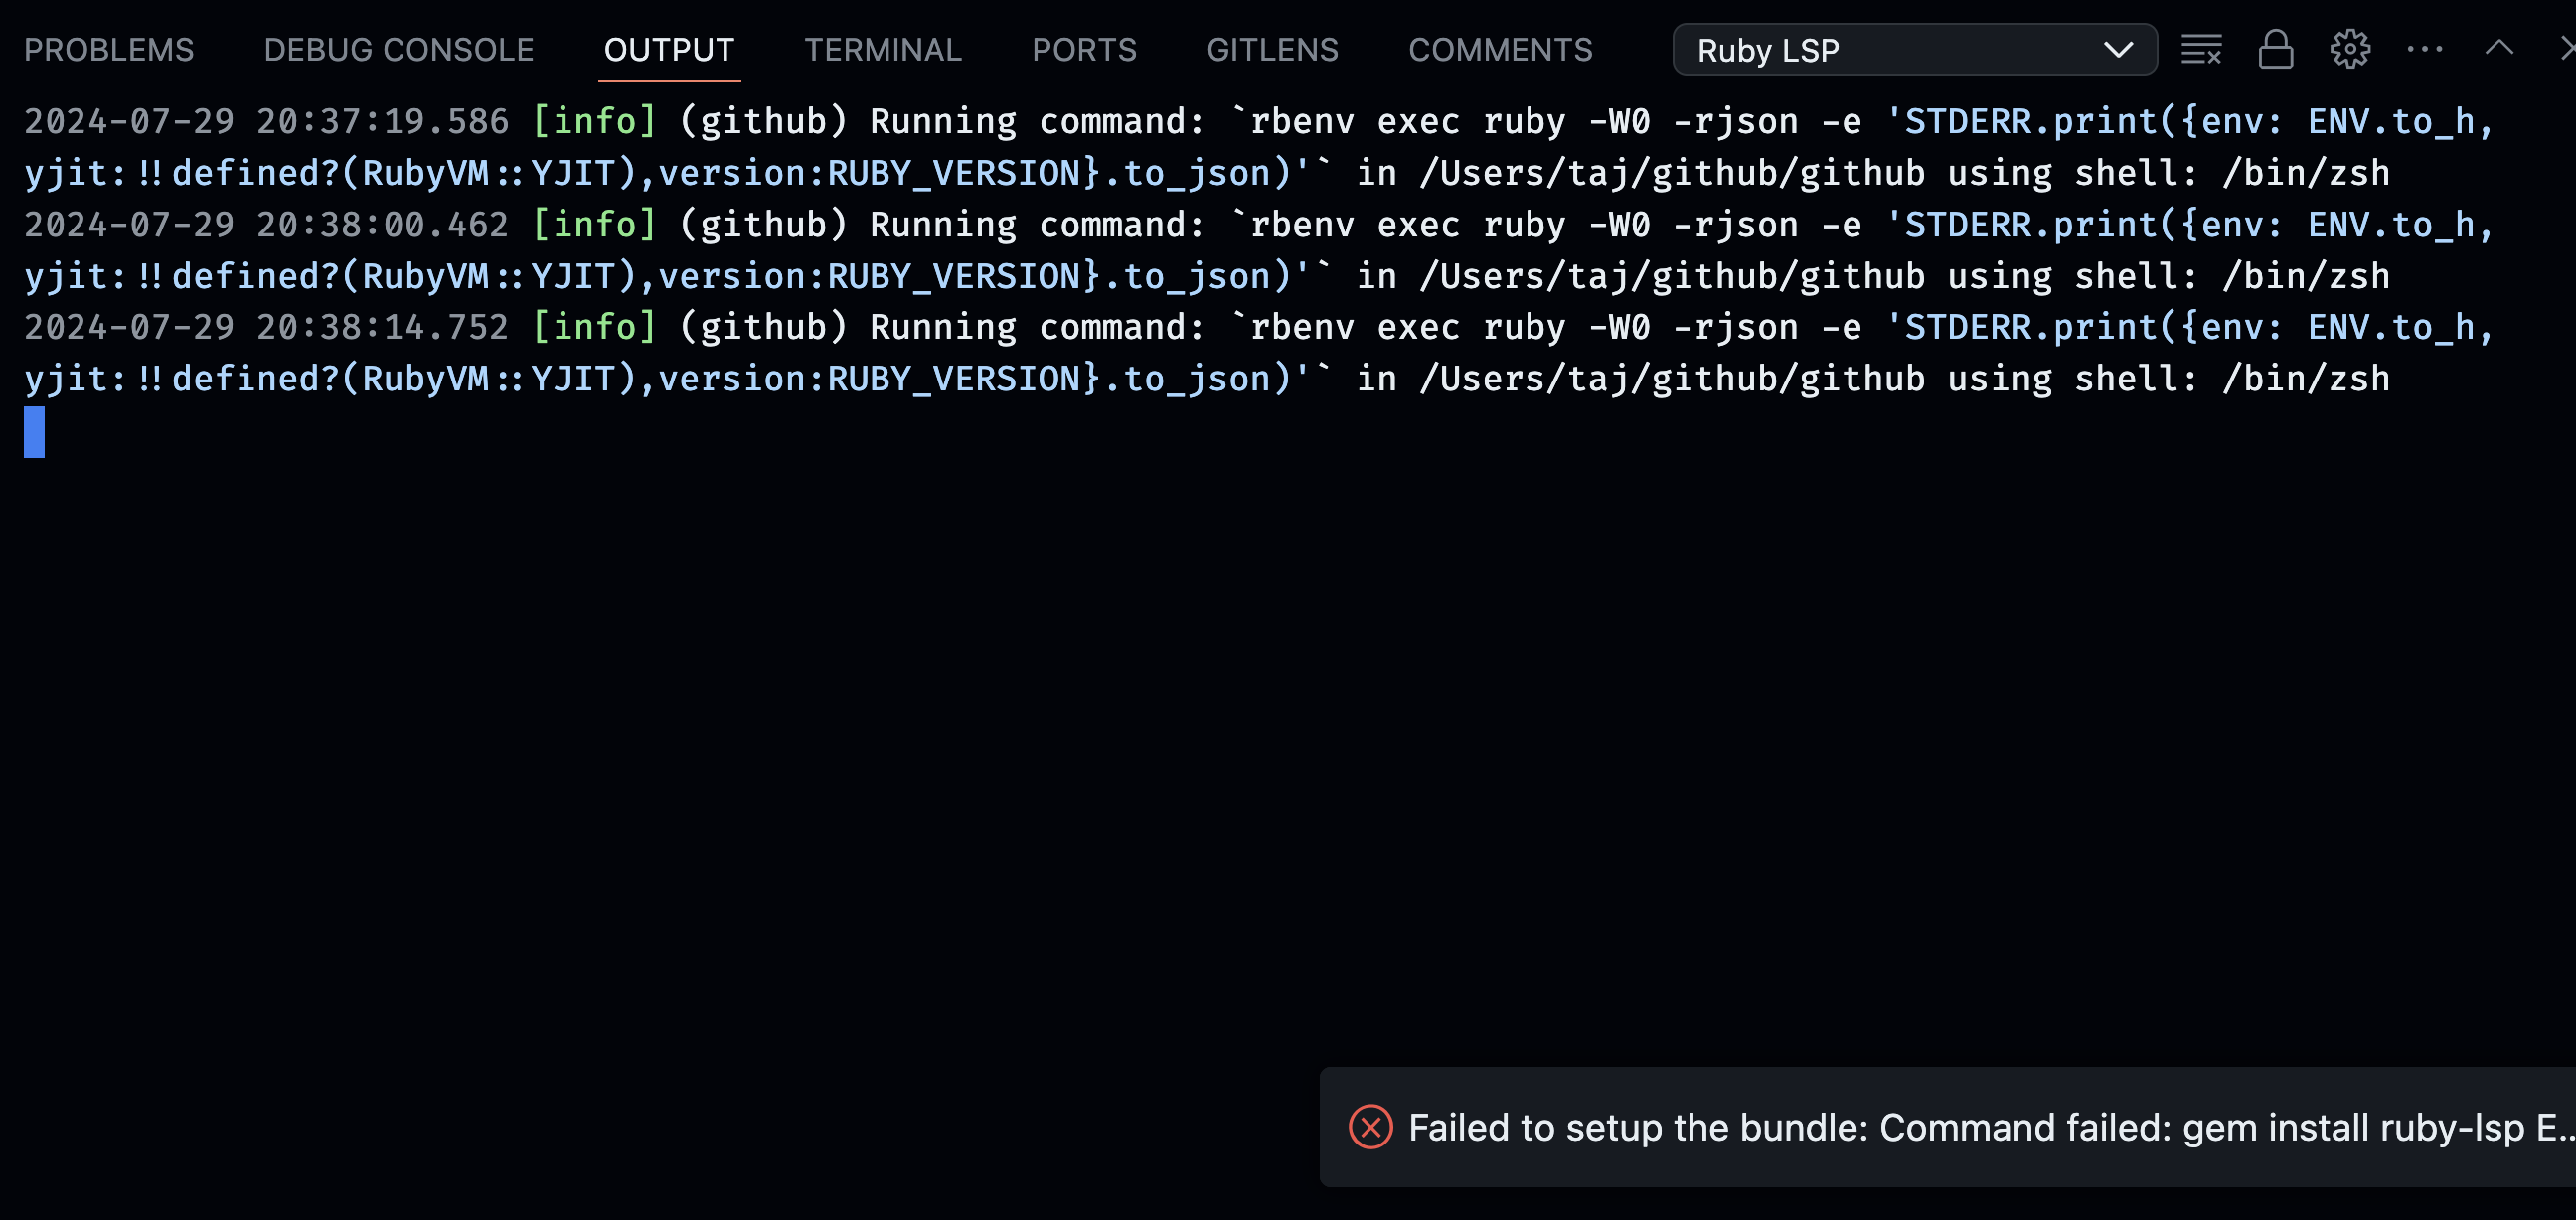 PROBLEMS DEBUG CONSOLE OUTPUT TERMINAL PORTS GITLENS COMMENTS Ruby LSP
2024-07-29 20:37:19.586 [info] (github) Running command: `rbenv exec ruby -W0 -rjson -e 'STDERR.print({env: ENV.to_h,
yjit:!!defined?(RubyVM::YJIT),version:RUBY_VERSION}.to_json)'` in /Users/taj/github/github using shell: /bin/zsh
2024-07-29 20:38:00.462 [info] (github) Running command: `rbenv exec ruby -W0 -rjson -e 'STDERR.print({env: ENV.to_h,
yjit:!!defined?(RubyVM::YJIT),version:RUBY_VERSION}.to_json)'` in /Users/taj/github/github using shell: /bin/zsh
2024-07-29 20:38:14.752 [info] (github) Running command: `rbenv exec ruby -W0 -rjson -e 'STDERR.print({env: ENV.to_h,
yjit:!!defined?(RubyVM::YJIT),version:RUBY_VERSION}.to_json)'` in /Users/taj/github/github using shell: /bin/zsh
Failed to setup the bundle: Command failed: gem install ruby-lsp E...